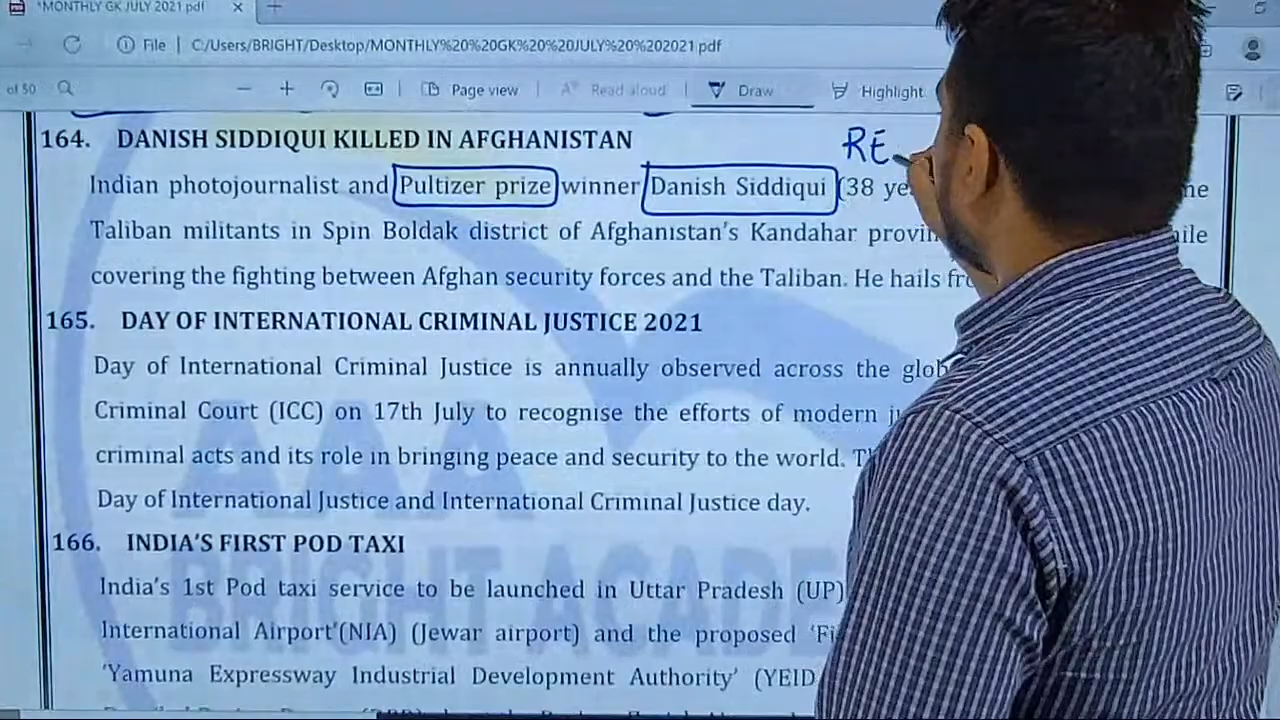 *MONTHLY GK JULY 2021.pdf
File | C:/Users/BRIGHT/Desktop/MONTHLY%20%20GK%20%20JULY%20%202021.pdf
of 50 Page view Read aloud Draw Highlight
164. DANISH SIDDIQUI KILLED IN AFGHANISTAN RE
Indian photojournalist and Pultizer prize winner Danish Siddiqui (38
Taliban militants in Spin Boldak district of Afghanistan's Kandahar
covering the fighting between Afghan security forces and the Taliban. He hails
165. DAY OF INTERNATIONAL CRIMINAL JUSTICE 2021
Day of International Criminal Justice is annually observed across the
Criminal Court (ICC) on 17th July to recognise the efforts of modern
criminal acts and its role in bringing peace and security to the world.
Day of International Justice and International Criminal Justice day.
166. INDIA'S FIRST POD TAXI
India's 1st Pod taxi service to be launched in Uttar Pradesh (UP)
International Airport'(NIA) (Jewar airport) and the proposed
'Yamuna Expressway Industrial Development Authority' (YEID
AAA
BRIGHT ACADE